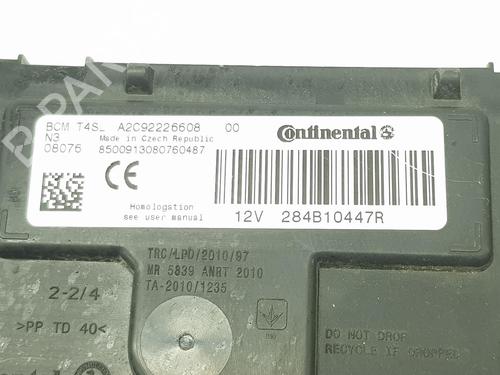 BCM T4SL A2C92226608 00
N3 Made in Czech Republic
08076 8500913080760487
Continental
CE
Homologation
see user manual
12V 284B10447R
TRC/LPD/2010/97
MR 5839 ANRT 2010
TA-2010/1235
2-2/4
>PP TD 40<
DO NOT DROP
RECYCLE IF DROPPED